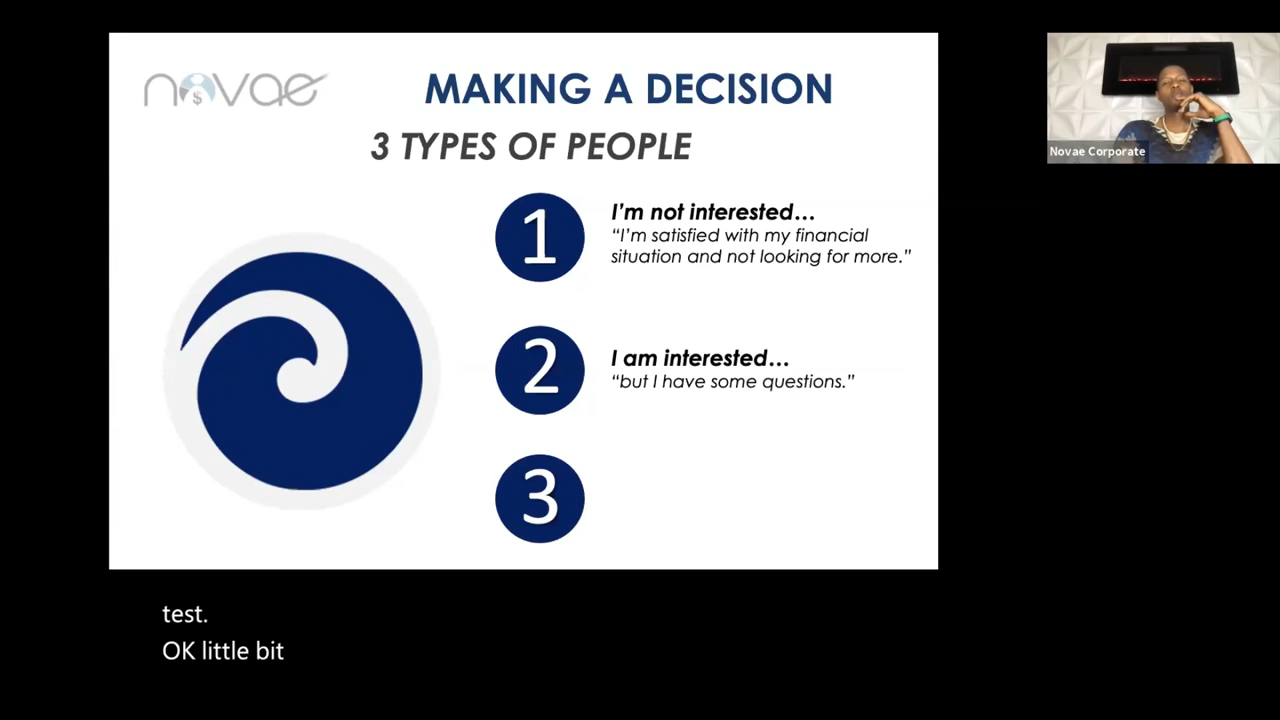 novae
$
MAKING A DECISION
3 TYPES OF PEOPLE
1
I'm not interested...
“I'm satisfied with my financial
situation and not looking for more.”
2
I am interested...
“but I have some questions.”
3
Novae Corporate
test.
OK little bit